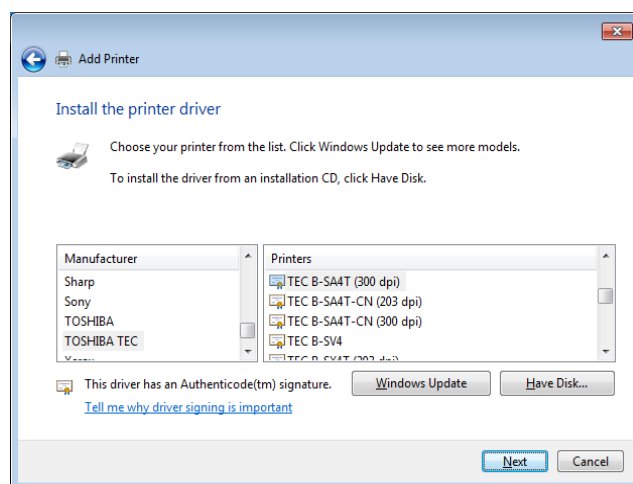 Add Printer
Install the printer driver
Choose your printer from the list. Click Windows Update to see more models.
To install the driver from an installation CD, click Have Disk.
Manufacturer
Sharp
Sony
TOSHIBA
TOSHIBA TEC
Printers
TEC B-SA4T (300 dpi)
TEC B-SA4T-CN (203 dpi)
TEC B-SA4T-CN (300 dpi)
TEC B-SV4
This driver has an Authenticode(tm) signature.
Windows Update
Have Disk...
Tell me why driver signing is important
Next
Cancel